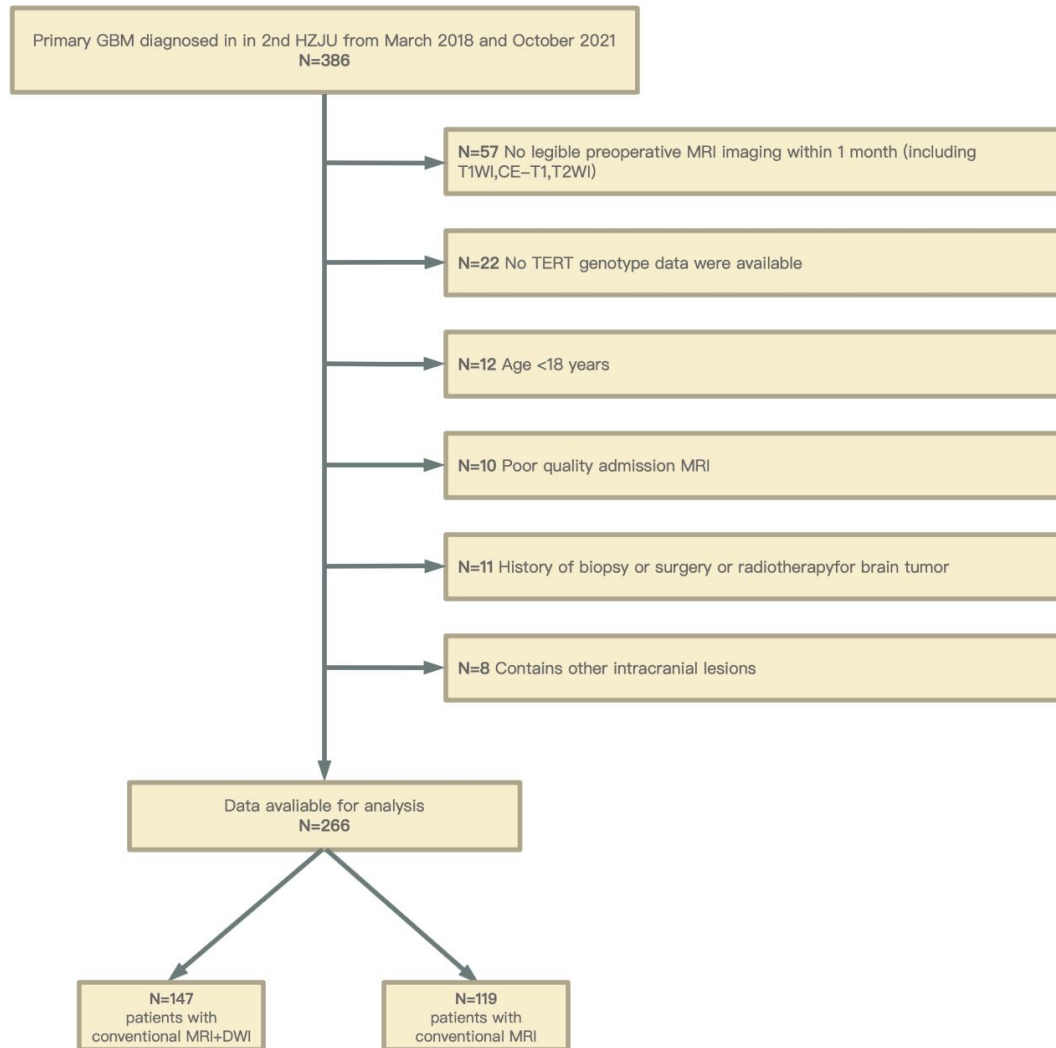 Primary GBM diagnosed in in 2nd HZJU from March 2018 and October 2021
N=386
N=57 No legible preoperative MRI imaging within 1 month (including
T1WI,CE-T1,T2WI)
N=22 No TERT genotype data were available
N=12 Age <18 years
N=10 Poor quality admission MRI
N=11 History of biopsy or surgery or radiotherapyfor brain tumor
N=8 Contains other intracranial lesions
Data avaliable for analysis
N=266
N=147
patients with
conventional MRI+DWI
N=119
patients with
conventional MRI